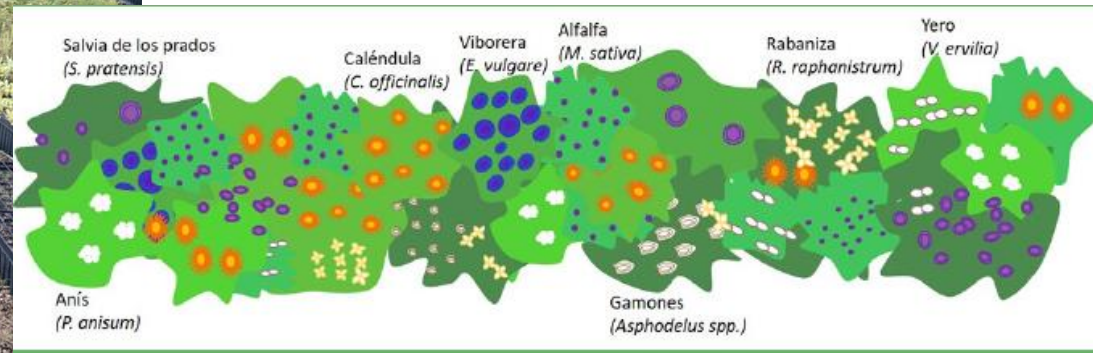 Salvia de los prados
(S. pratensis)
Caléndula
(C. officinalis)
Viborera
(E. vulgare)
Alfalfa
(M. sativa)
Rabaniza
(R. raphanistrum)
Yero
(V. ervilia)
Anís
(P. anisum)
Gamones
(Asphodelus spp.)